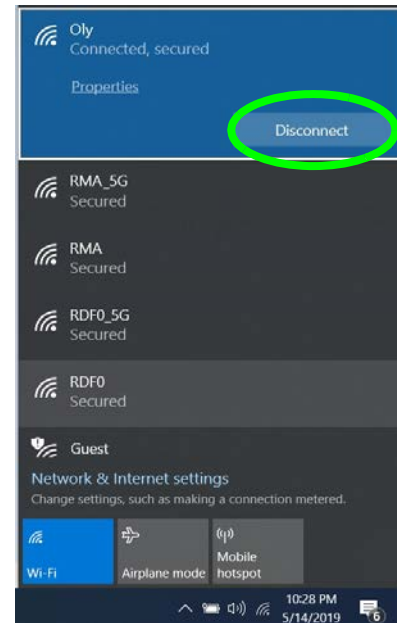 Oly
Connected, secured
Properties
Disconnect
RMA_5G
Secured
RMA
Secured
RDF0_5G
Secured
RDF0
Secured
Guest
Network & Internet settings
Change settings, such as making a connection metered.
Wi-Fi
Airplane mode
Mobile
hotspot
10:28 PM
5/14/2019
6